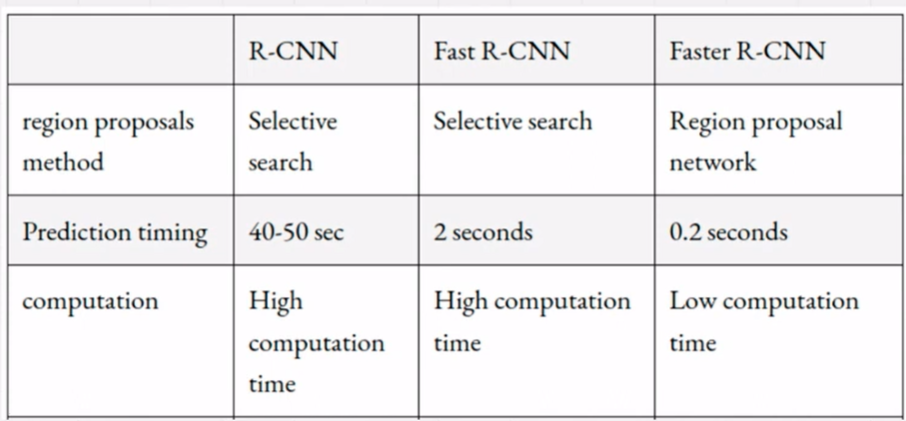 R-CNN Fast R-CNN Faster R-CNN
region proposals Selective Selective search Region proposal
method search network
Prediction timing 40-50 sec 2 seconds 0.2 seconds
computation High High computation Low computation
computation time time
time